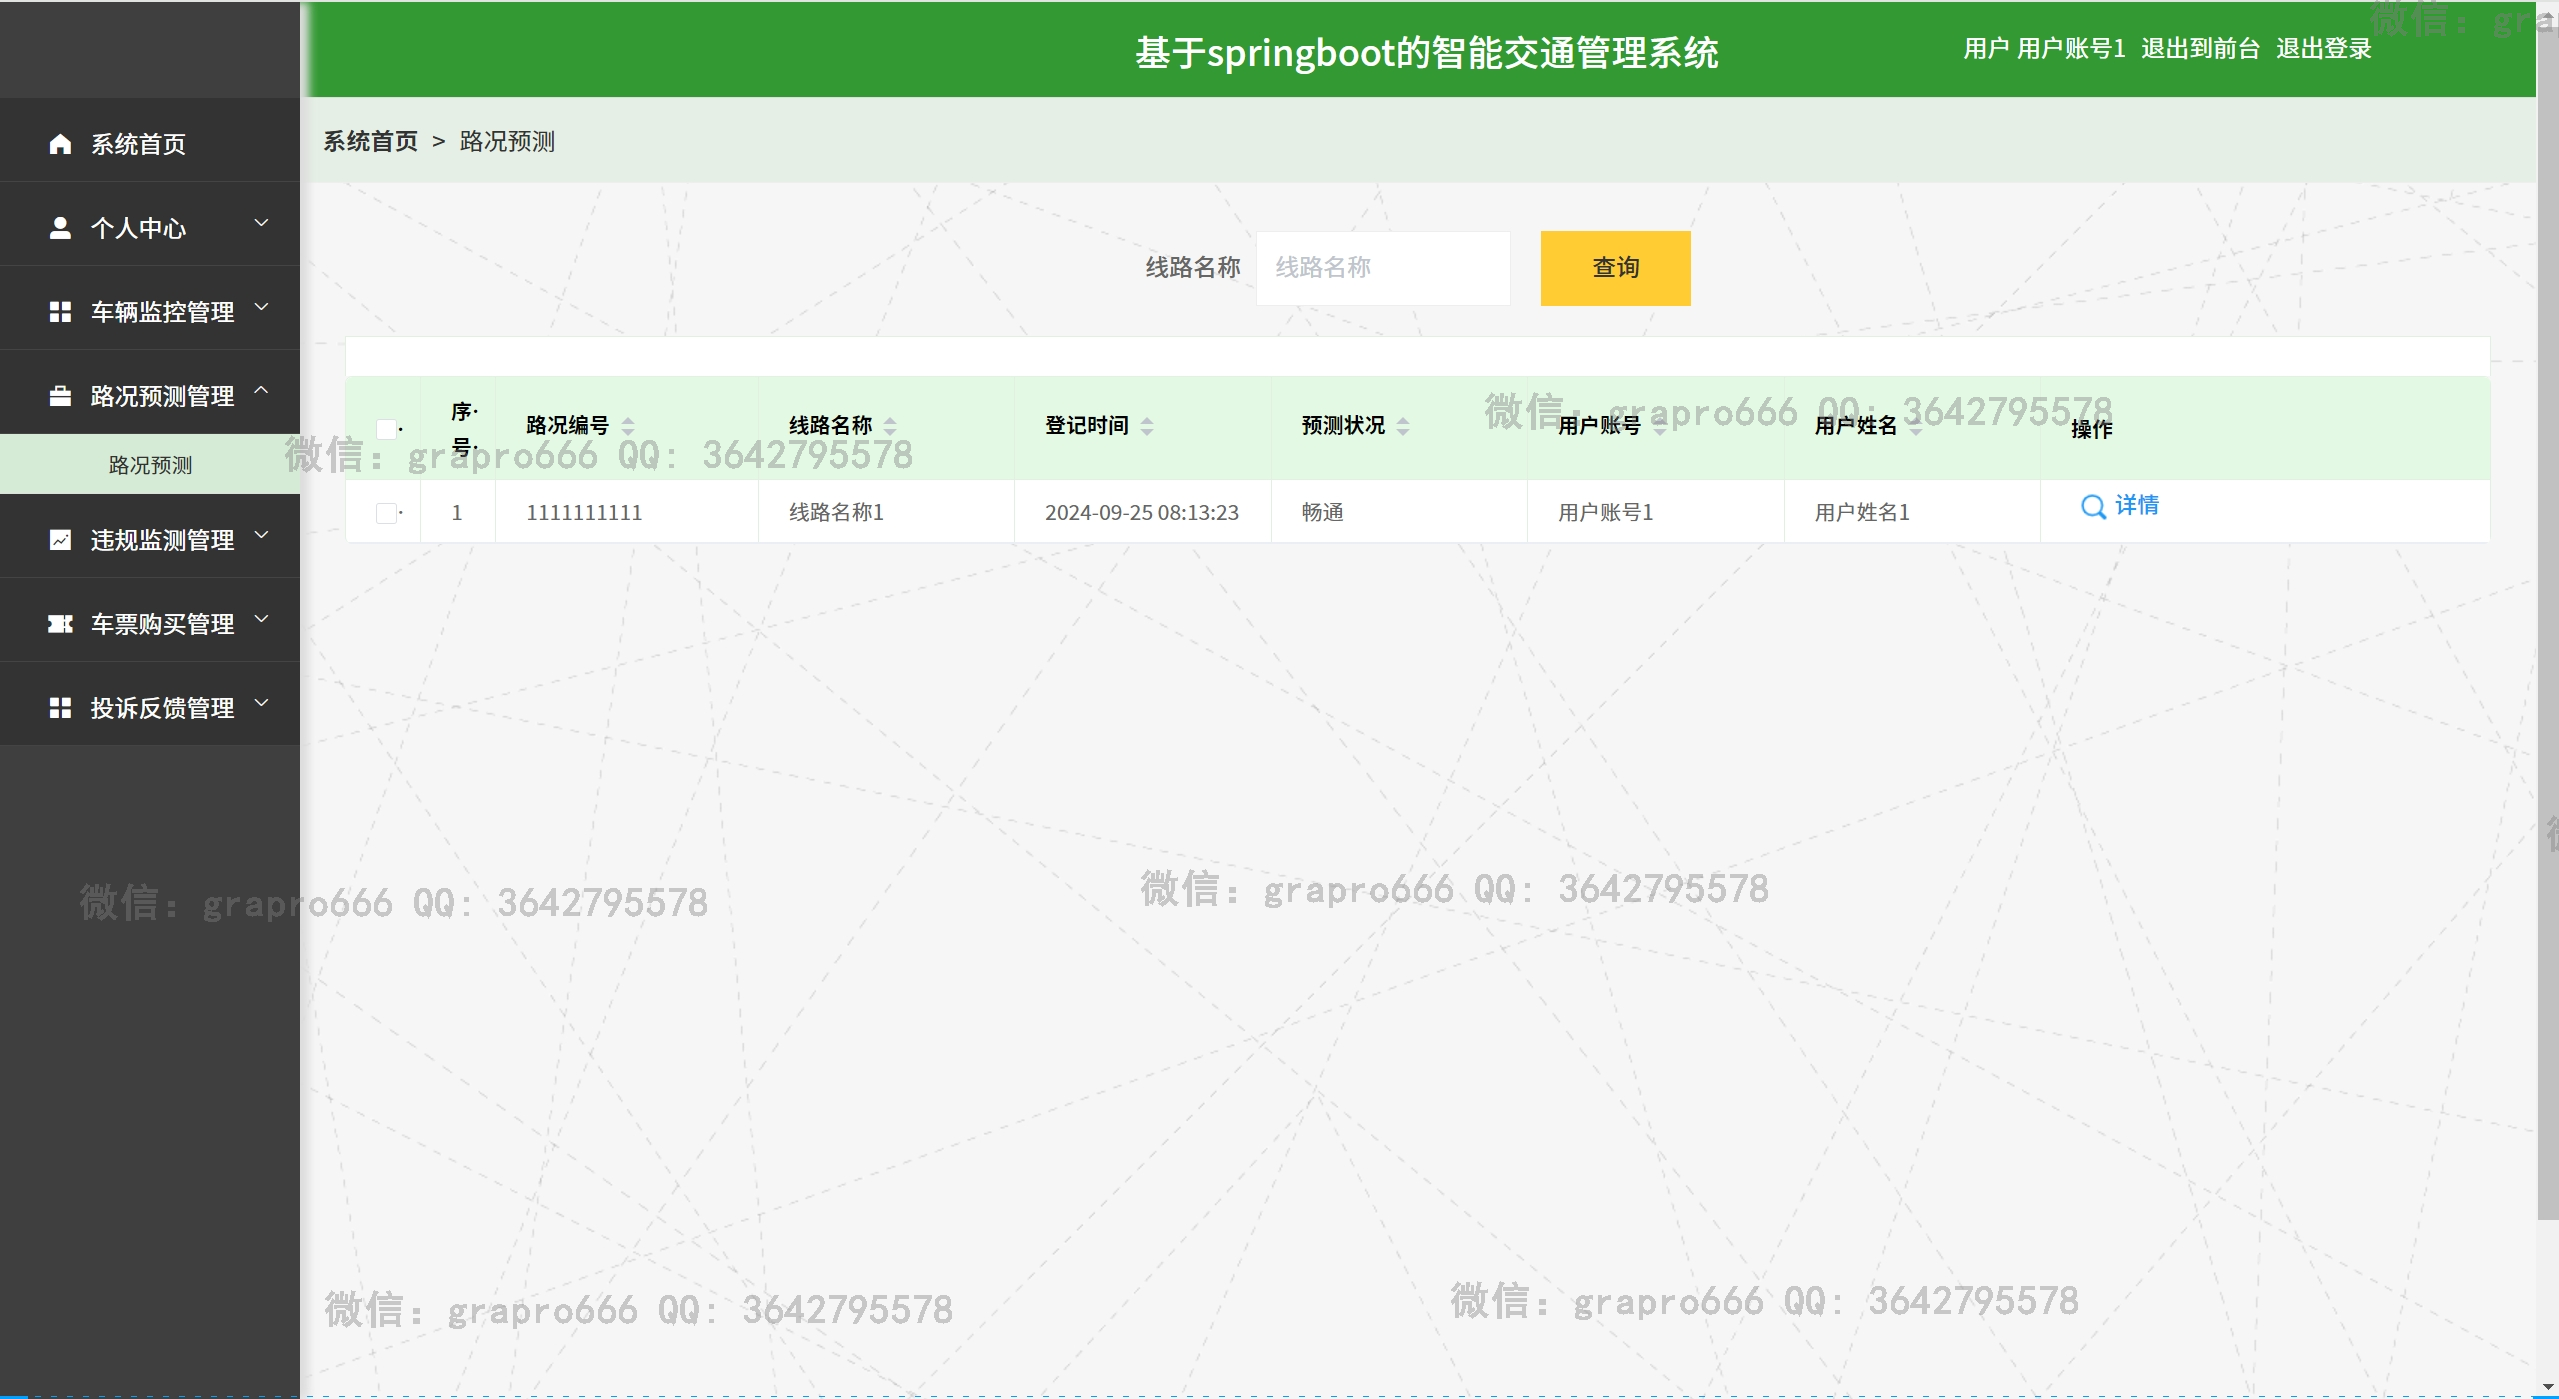 基于springboot的智能交通管理系统
用户 用户账号1 退出到前台 退出登录
系统首页
个人中心
车辆监控管理
路况预测管理
路况预测
违规监测管理
车票购买管理
投诉反馈管理
系统首页 > 路况预测
线路名称 线路名称 查询
序号 路况编号 线路名称 登记时间 预测状况 用户账号 用户姓名 操作
1 1111111111 线路名称1 2024-09-25 08:13:23 畅通 用户账号1 用户姓名1 详情
微信: gra
微信: grapro666 QQ: 3642795578
微信: grapro666 QQ: 3642795578
微
微信: grapro666 QQ: 3642795578
微信: grapro666 QQ: 3642795578
微信: grapro666 QQ: 3642795578
微信: grapro666 QQ: 3642795578